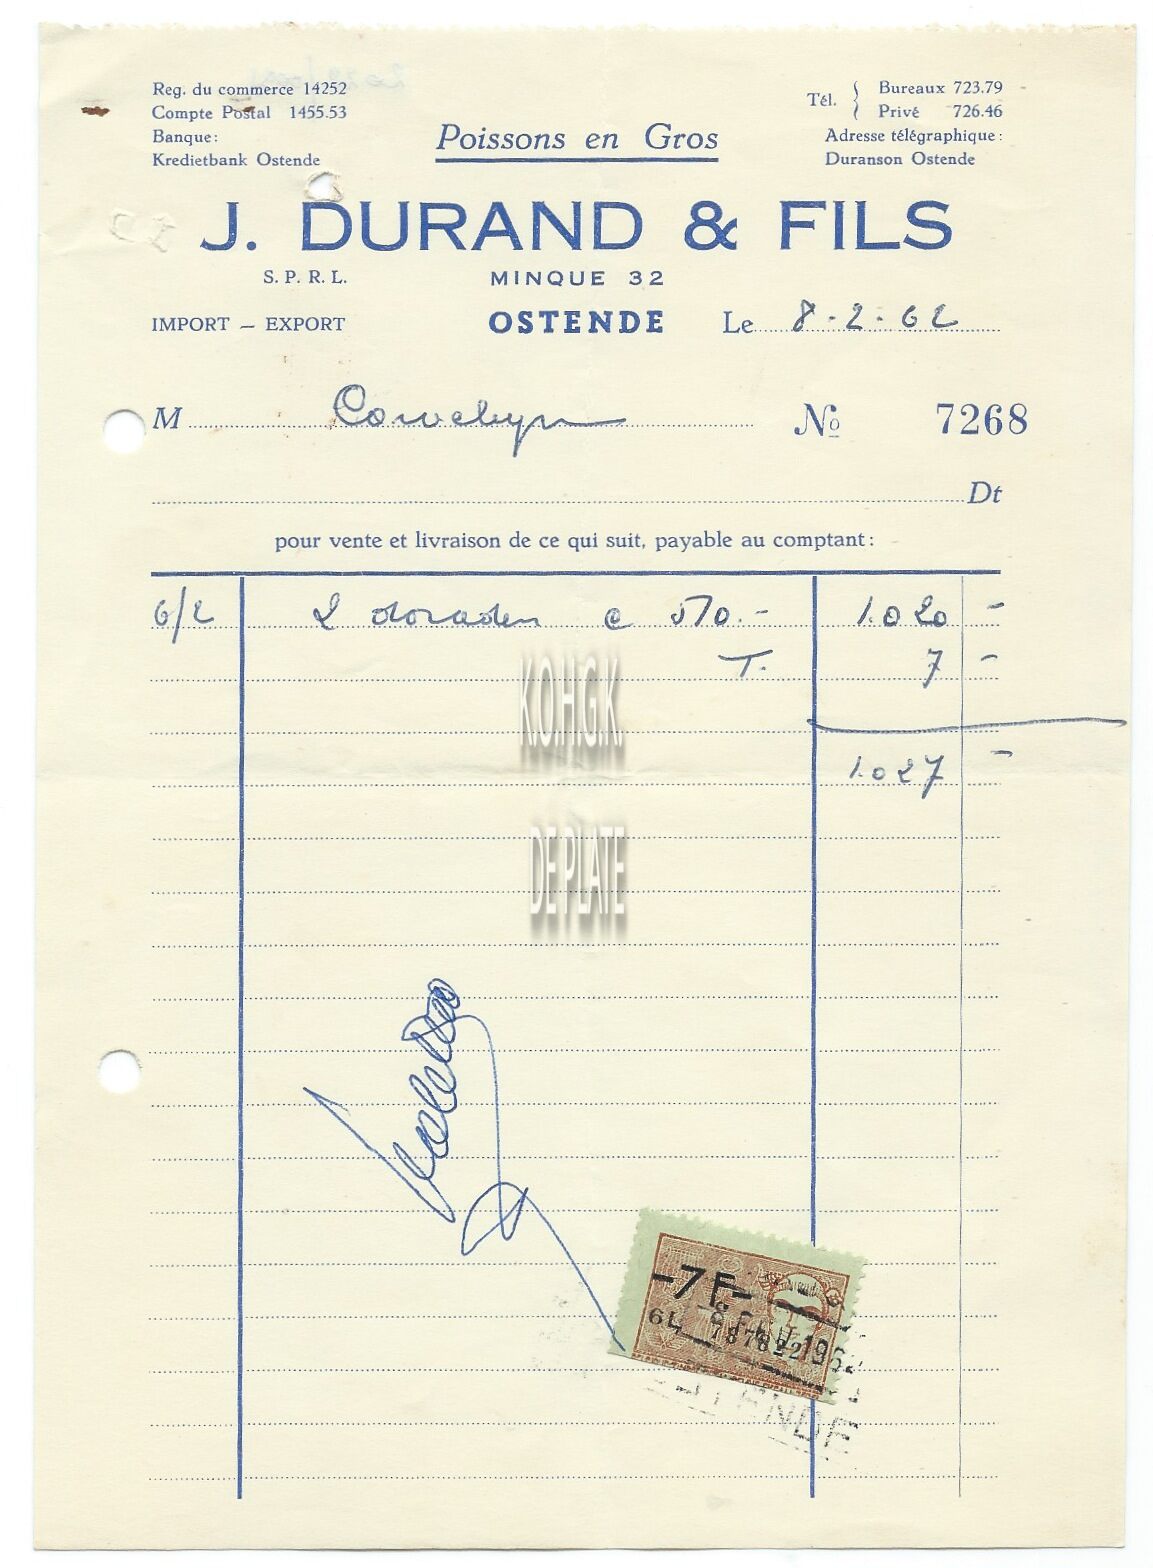 Reg. du commerce 14252
Compte Postal 1455.53
Banque:
Kredietbank Ostende
Poissons en Gros
Tél. Bureaux 723.79
Privé 726.46
Adresse télégraphique:
Duranson Ostende
J. DURAND & FILS
S. P. R. L. MINQUE 32
IMPORT — EXPORT OSTENDE Le 8-2-62
M № 7268
Dt
pour vente et livraison de ce qui suit, payable au comptant:
6/2 2 doraden 1.020 -
T. 7 -
1.027 -
K.O.H.G.K.
DE PLATE
-7F-